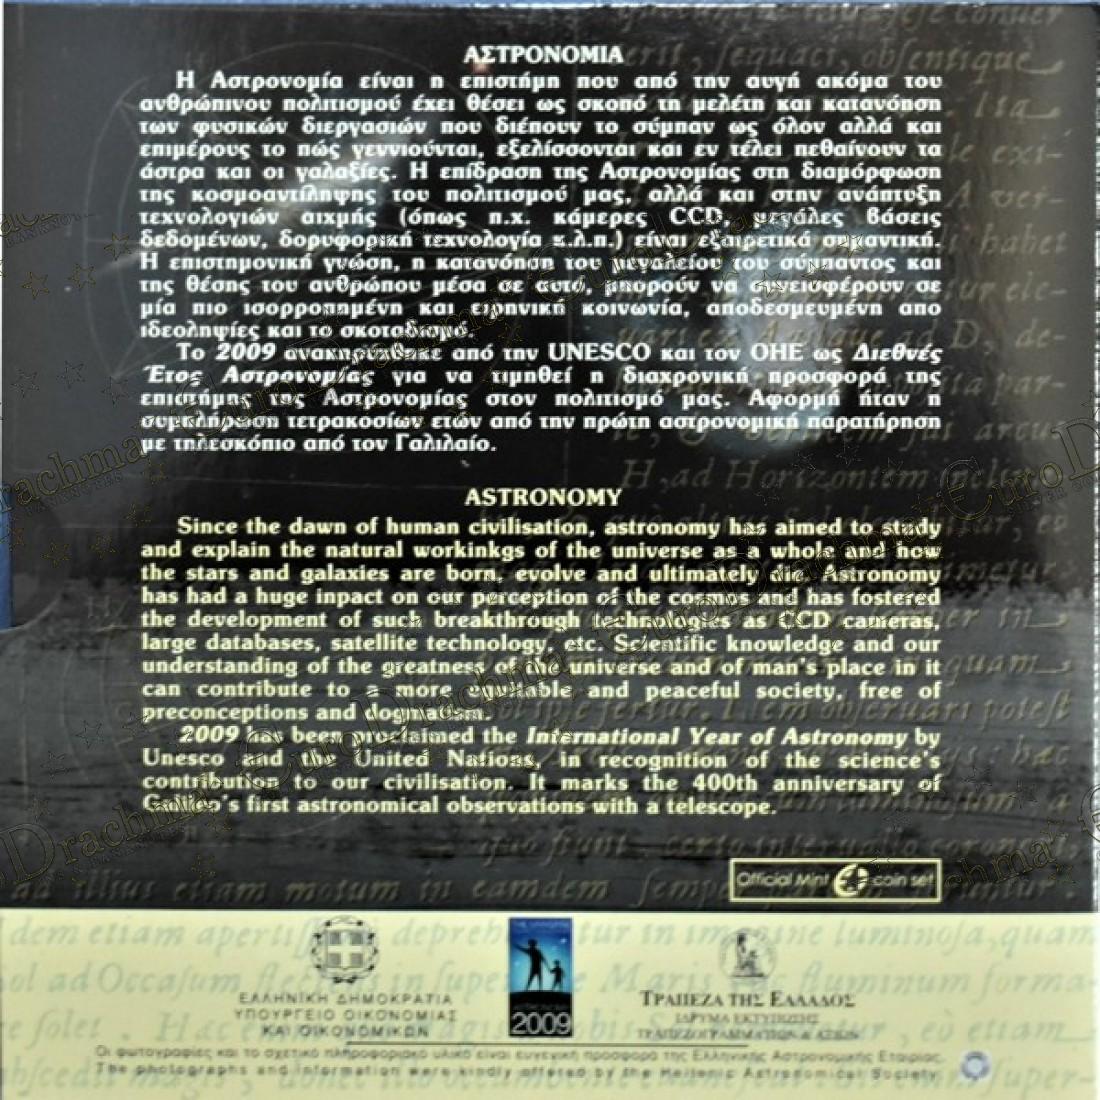 ΑΣΤΡΟΝΟΜΙΑ
Η Αστρονομία είναι η επιστήμη που από την αυγή ακόμα του
ανθρώπινου πολιτισμού έχει θέσει ως σκοπό τη μελέτη και κατανόηση
των φυσικών διεργασιών που διέπουν το σύμπαν ως όλον αλλά και
επιμέρους το πώς γεννιούνται, εξελίσσονται και εν τέλει πεθαίνουν τα
άστρα και οι γαλαξίες. Η επίδραση της Αστρονομίας στη διαμόρφωση
της κοσμοαντίληψης του πολιτισμού μας, αλλά και στην ανάπτυξη
τεχνολογιών αιχμής (όπως π.χ. κάμερες CCD, μεγάλες βάσεις
δεδομένων, δορυφορική τεχνολογία κ.λ.π.) είναι εξαιρετικά σημαντική.
Η επιστημονική γνώση, η κατανόηση του μεγαλείου του σύμπαντος και
της θέσης του ανθρώπου μέσα σε αυτό, μπορούν να συνεισφέρουν σε
μία πιο ισορροπημένη και ειρηνική κοινωνία, αποδεσμευμένη απο
ιδεοληψίες και το σκοταδισμό.
Το 2009 ανακηρύχθηκε από την UNESCO και τον ΟΗΕ ως Διεθνές
Έτος Αστρονομίας για να τιμηθεί η διαχρονική προσφορά της
επιστήμης της Αστρονομίας στον πολιτισμό μας. Αφορμή ήταν η
συμπλήρωση τετρακοσίων ετών από την πρώτη αστρονομική παρατήρηση
με τηλεσκόπιο από τον Γαλιλαίο.
ASTRONOMY
Since the dawn of human civilisation, astronomy has aimed to study
and explain the natural workinkgs of the universe as a whole and how
the stars and galaxies are born, evolve and ultimately die. Astronomy
has had a huge inpact on our perception of the cosmos and has fostered
the development of such breakthrough technologies as CCD cameras,
large databases, satellite technology, etc. Scientific knowledge and our
understanding of the greatness of the universe and of man's place in it
can contribute to a more equitable and peaceful society, free of
preconceptions and dogmatism.
2009 has been proclaimed the International Year of Astronomy by
Unesco and the United Nations, in recognition of the science's
contribution to our civilisation. It marks the 400th anniversary of
Galileo's first astronomical observations with a telescope.
Official Mint € coin set
ΕΛΛΗΝΙΚΗ ΔΗΜΟΚΡΑΤΙΑ
ΥΠΟΥΡΓΕΙΟ ΟΙΚΟΝΟΜΙΑΣ
ΚΑΙ ΟΙΚΟΝΟΜΙΚΩΝ
2009
ΤΡΑΠΕΖΑ ΤΗΣ ΕΛΛΑΔΟΣ
ΙΔΡΥΜΑ ΕΚΤΥΠΩΣΗΣ
ΤΡΑΠΕΖΟΓΡΑΜΜΑΤΙΩΝ & ΑΞΙΩΝ
Οι φωτογραφίες και το σχετικό πληροφοριακό υλικό είναι ευγενική προσφορά της Ελληνικής Αστρονομικής Εταιρίας.
The photographs and information were kindly offered by the Hellenic Astronomical Society.
EuroDrachma